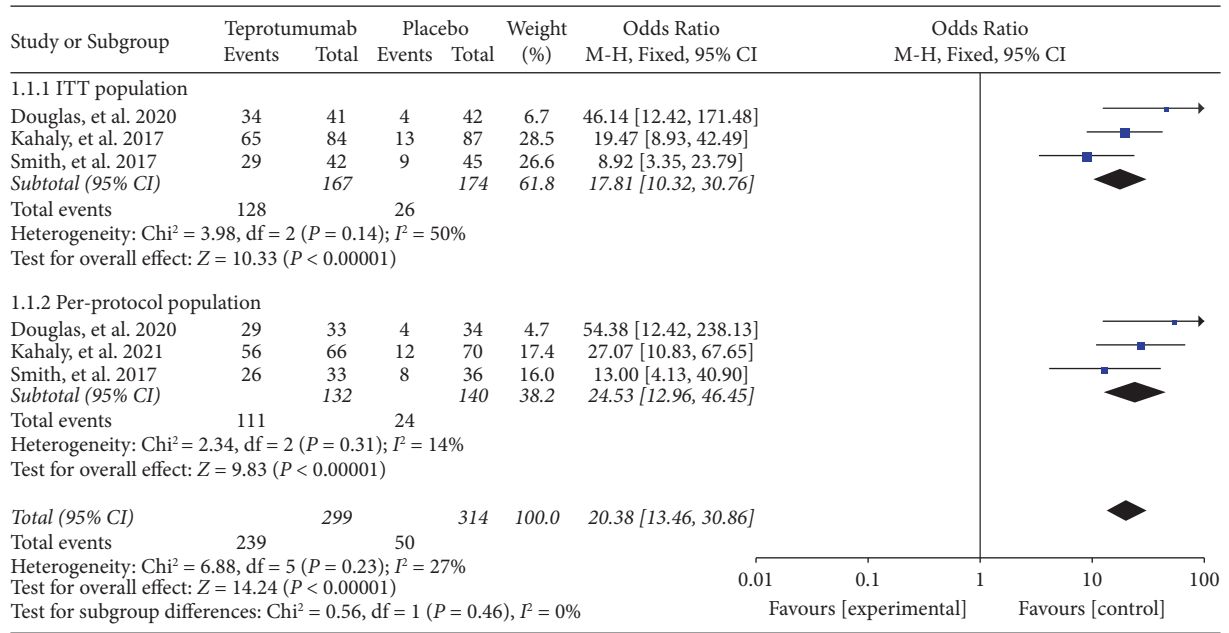 Study or Subgroup Teprotumumab Placebo Weight Odds Ratio Odds Ratio
Events Total Events Total (%) M-H, Fixed, 95% CI M-H, Fixed, 95% CI
1.1.1 ITT population
Douglas, et al. 2020 34 41 4 42 6.7 46.14 [12.42, 171.48]
Kahaly, et al. 2017 65 84 13 87 28.5 19.47 [8.93, 42.49]
Smith, et al. 2017 29 42 9 45 26.6 8.92 [3.35, 23.79]
Subtotal (95% CI) 167 174 61.8 17.81 [10.32, 30.76]
Total events 128 26
Heterogeneity: Chi² = 3.98, df = 2 (P = 0.14); I² = 50%
Test for overall effect: Z = 10.33 (P < 0.00001)
1.1.2 Per-protocol population
Douglas, et al. 2020 29 33 4 34 4.7 54.38 [12.42, 238.13]
Kahaly, et al. 2021 56 66 12 70 17.4 27.07 [10.83, 67.65]
Smith, et al. 2017 26 33 8 36 16.0 13.00 [4.13, 40.90]
Subtotal (95% CI) 132 140 38.2 24.53 [12.96, 46.45]
Total events 111 24
Heterogeneity: Chi² = 2.34, df = 2 (P = 0.31); I² = 14%
Test for overall effect: Z = 9.83 (P < 0.00001)
Total (95% CI) 299 314 100.0 20.38 [13.46, 30.86]
Total events 239 50
Heterogeneity: Chi² = 6.88, df = 5 (P = 0.23); I² = 27%
Test for overall effect: Z = 14.24 (P < 0.00001)
Test for subgroup differences: Chi² = 0.56, df = 1 (P = 0.46), I² = 0%
0.01 0.1 1 10 100
Favours [experimental] Favours [control]